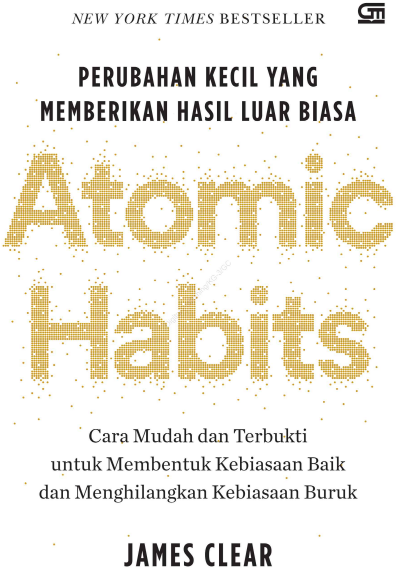 NEW YORK TIMES BESTSELLER
PERUBAHAN KECIL YANG
MEMBERIKAN HASIL LUAR BIASA
Atomic
Habits
Cara Mudah dan Terbukti
untuk Membentuk Kebiasaan Baik
dan Menghilangkan Kebiasaan Buruk
JAMES CLEAR